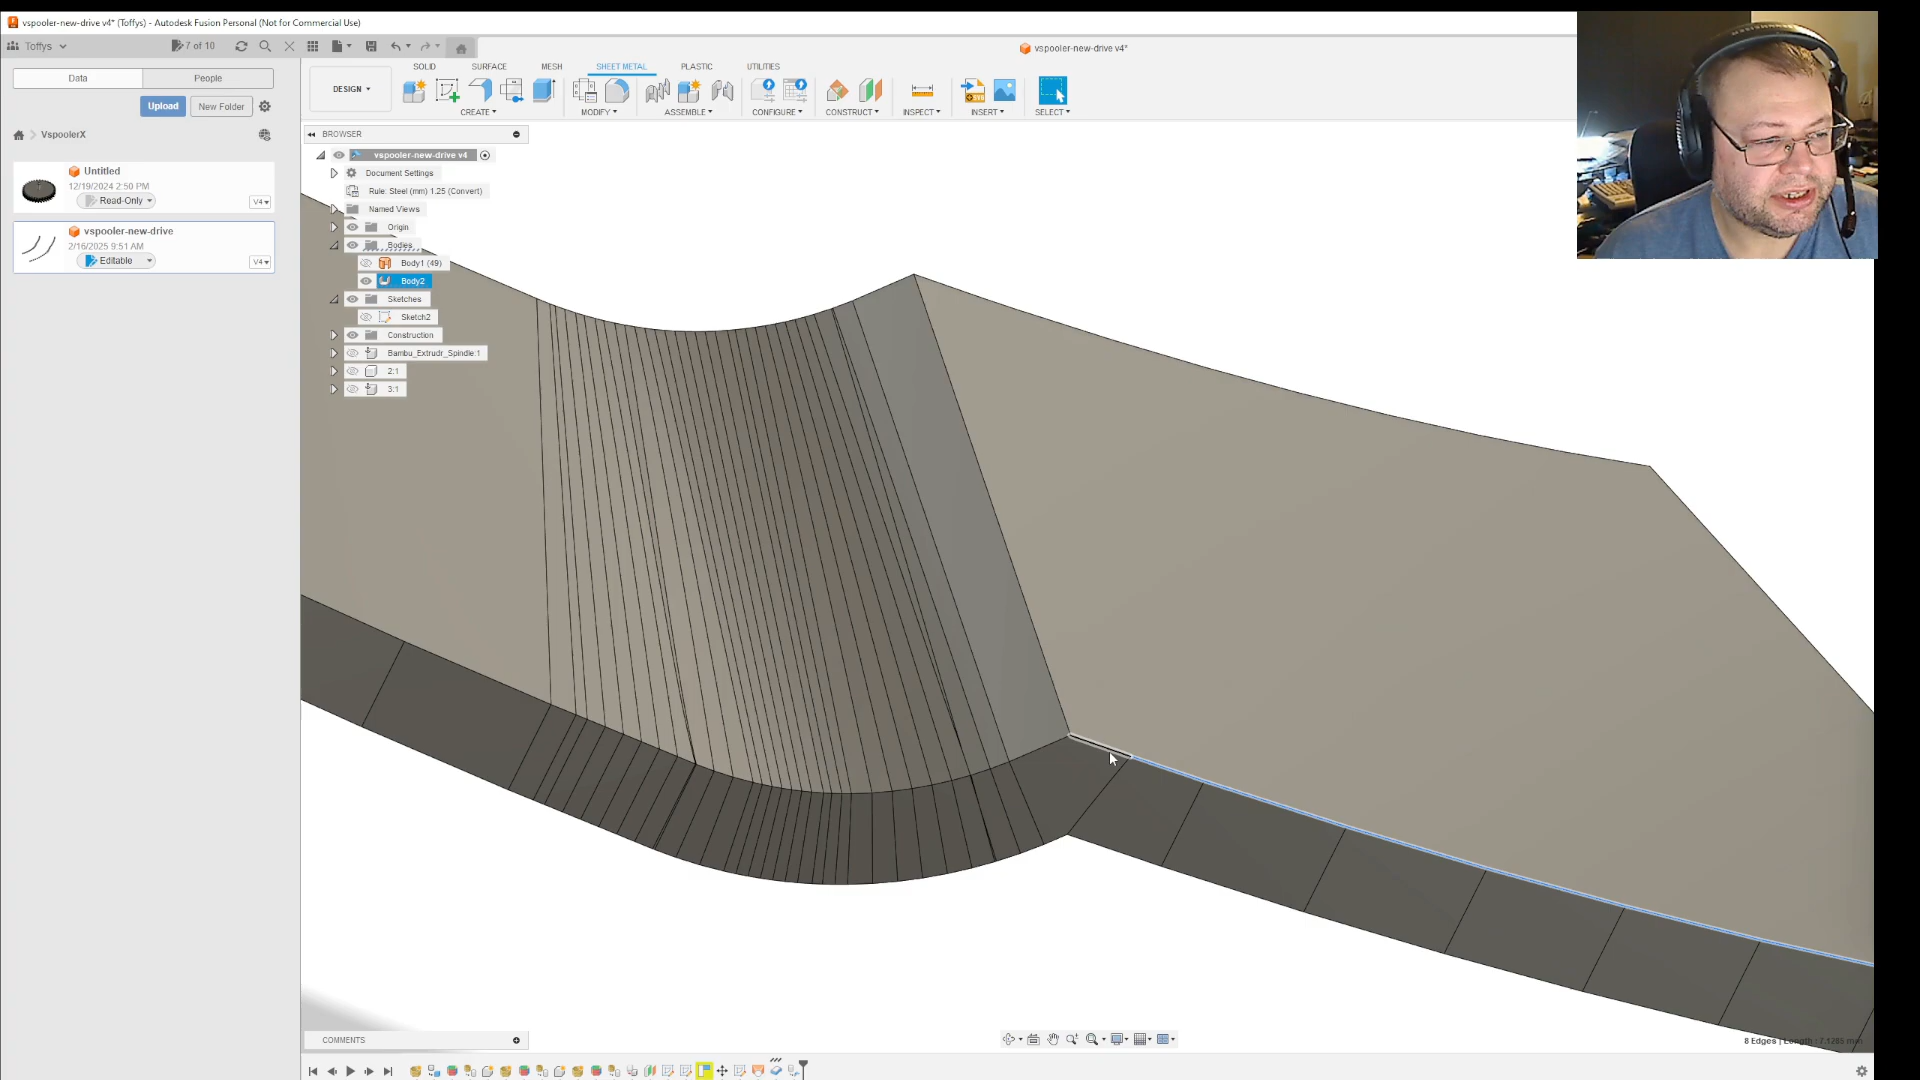 vspooler-new-drive v4* (Toffys) - Autodesk Fusion Personal (Not for Commercial Use)
Toffys
7 of 10
vspooler-new-drive v4*
Data
People
Upload
New Folder
VspoolerX
Untitled
12/19/2024 2:50 PM
Read-Only
V4
vspooler-new-drive
2/16/2025 9:51 AM
Editable
V4
DESIGN
SOLID
SURFACE
MESH
SHEET METAL
PLASTIC
UTILITIES
CREATE
MODIFY
ASSEMBLE
CONFIGURE
CONSTRUCT
INSPECT
INSERT
SELECT
BROWSER
vspooler-new-drive v4
Document Settings
Rule: Steel (mm) 1.25 (Convert)
Named Views
Origin
Bodies
Body1 (49)
Body2
Sketches
Sketch2
Construction
Bambu_Extrudr_Spindle:1
2:1
3:1
COMMENTS
8 Edges | Length : 7.1285 mm